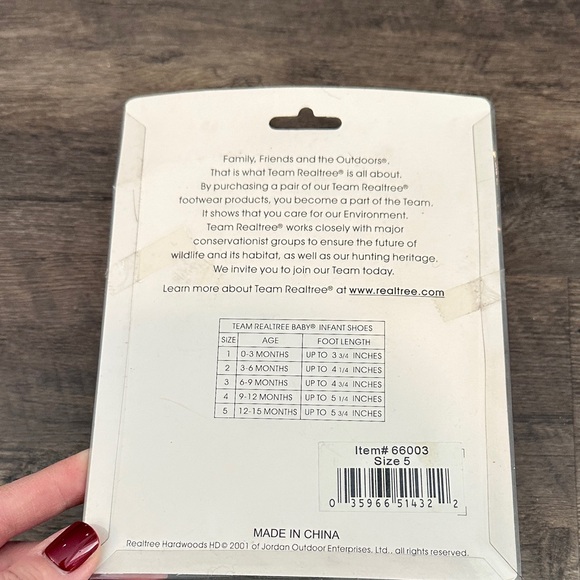 Family, Friends and the Outdoors®.
That is what Team Realtree® is all about.
By purchasing a pair of our Team Realtree®
footwear products, you become a part of the Team.
It shows that you care for our Environment.
Team Realtree® works closely with major
conservationist groups to ensure the future of
wildlife and its habitat, as well as our hunting heritage.
We invite you to join our Team today.
Learn more about Team Realtree® at www.realtree.com
TEAM REALTREE BABY® INFANT SHOES
SIZE AGE FOOT LENGTH
1 0-3 MONTHS UP TO 3 3/4 INCHES
2 3-6 MONTHS UP TO 4 1/4 INCHES
3 6-9 MONTHS UP TO 4 3/4 INCHES
4 9-12 MONTHS UP TO 5 1/4 INCHES
5 12-15 MONTHS UP TO 5 3/4 INCHES
Item# 66003
Size 5
0 35966 51432 2
MADE IN CHINA
Realtree Hardwoods HD© 2001 of Jordan Outdoor Enterprises, Ltd., all rights reserved.